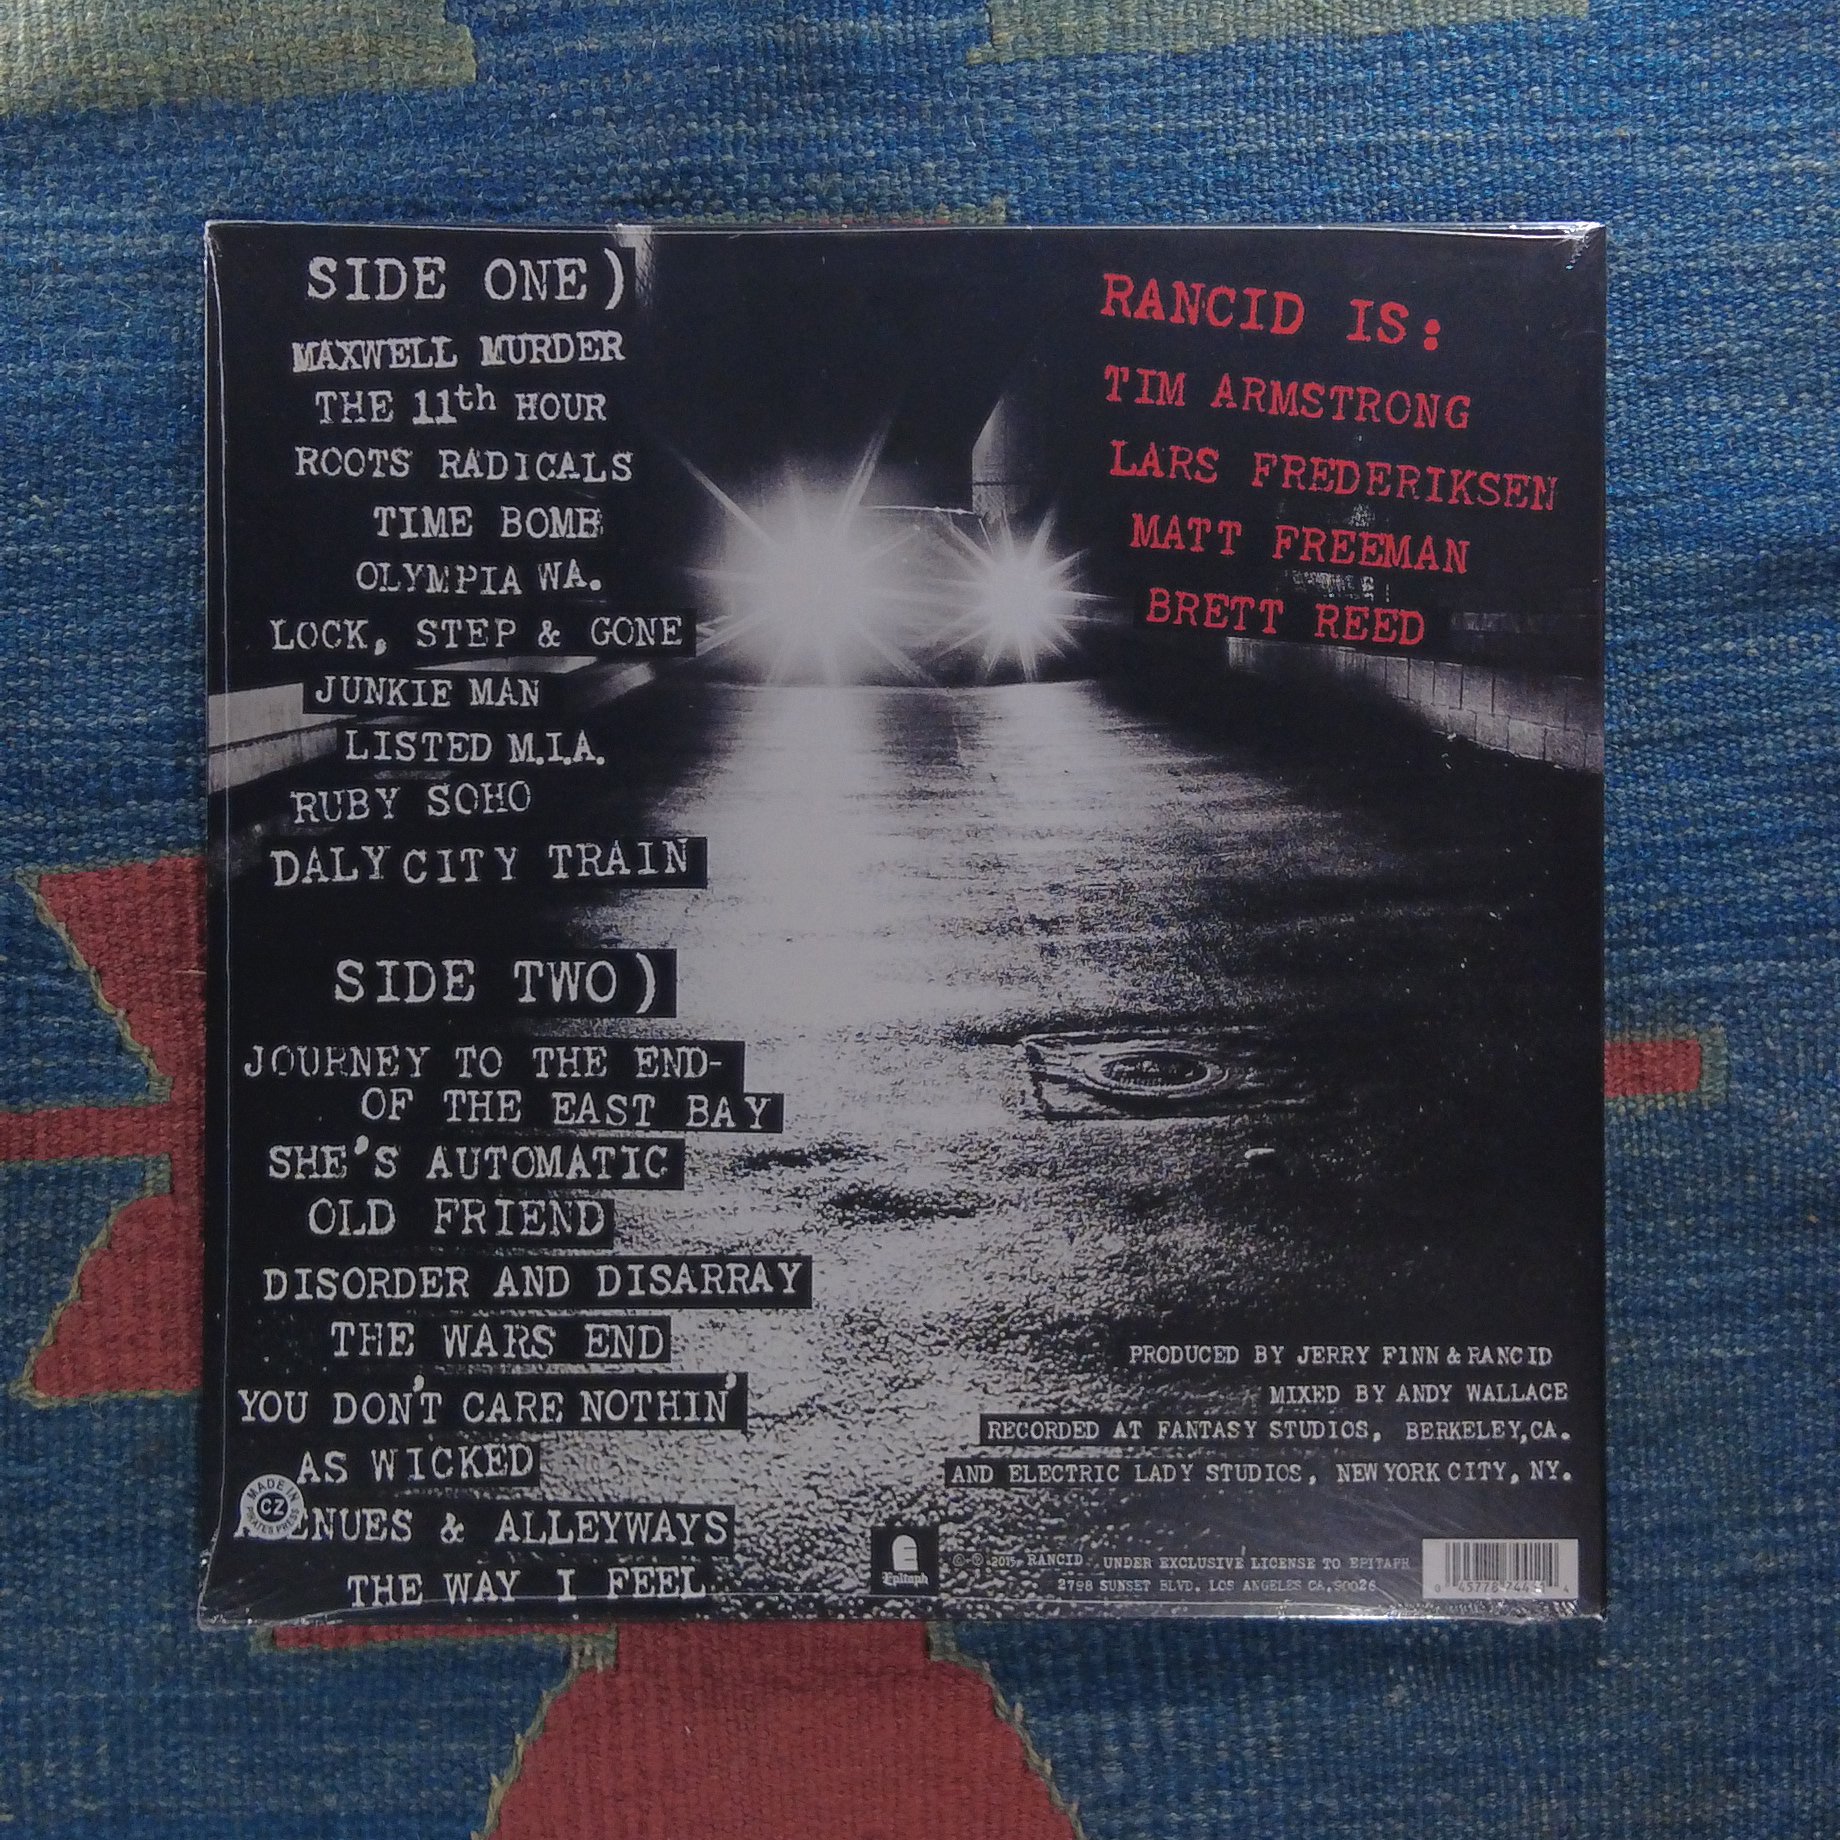 SIDE ONE)
MAXWELL MURDER
THE 11th HOUR
ROOTS RADICALS
TIME BOMB
OLYMPIA WA.
LOCK, STEP & GONE
JUNKIE MAN
LISTED M.I.A.
RUBY SOHO
DALY CITY TRAIN
SIDE TWO)
JOURNEY TO THE END-
OF THE EAST BAY
SHE'S AUTOMATIC
OLD FRIEND
DISORDER AND DISARRAY
THE WARS END
YOU DON'T CARE NOTHIN'
AS WICKED
& ALLEYWAYS
THE WAY I FEEL
MADE IN
CZ
PIRATES PRESS
RANCID IS:
TIM ARMSTRONG
LARS FREDERIKSEN
MATT FREEMAN
BRETT REED
PRODUCED BY JERRY FINN & RANCID
MIXED BY ANDY WALLACE
RECORDED AT FANTASY STUDIOS, BERKELEY, CA.
AND ELECTRIC LADY STUDIOS, NEW YORK CITY, NY.
Epitaph
©-℗ 2015 RANCID. UNDER EXCLUSIVE LICENSE TO EPITAPH
2798 SUNSET BLVD. LOS ANGELES CA. 90026